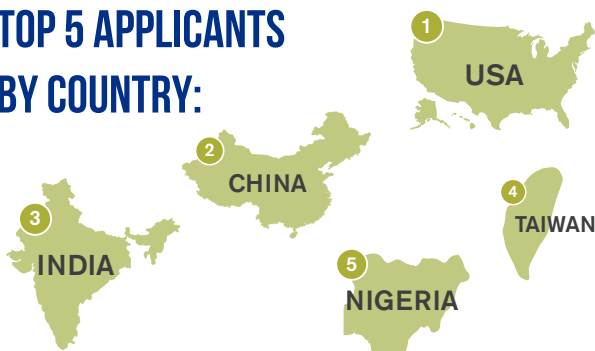 TOP 5 APPLICANTS
BY COUNTRY:
1
USA
2
CHINA
3
INDIA
4
TAIWAN
5
NIGERIA